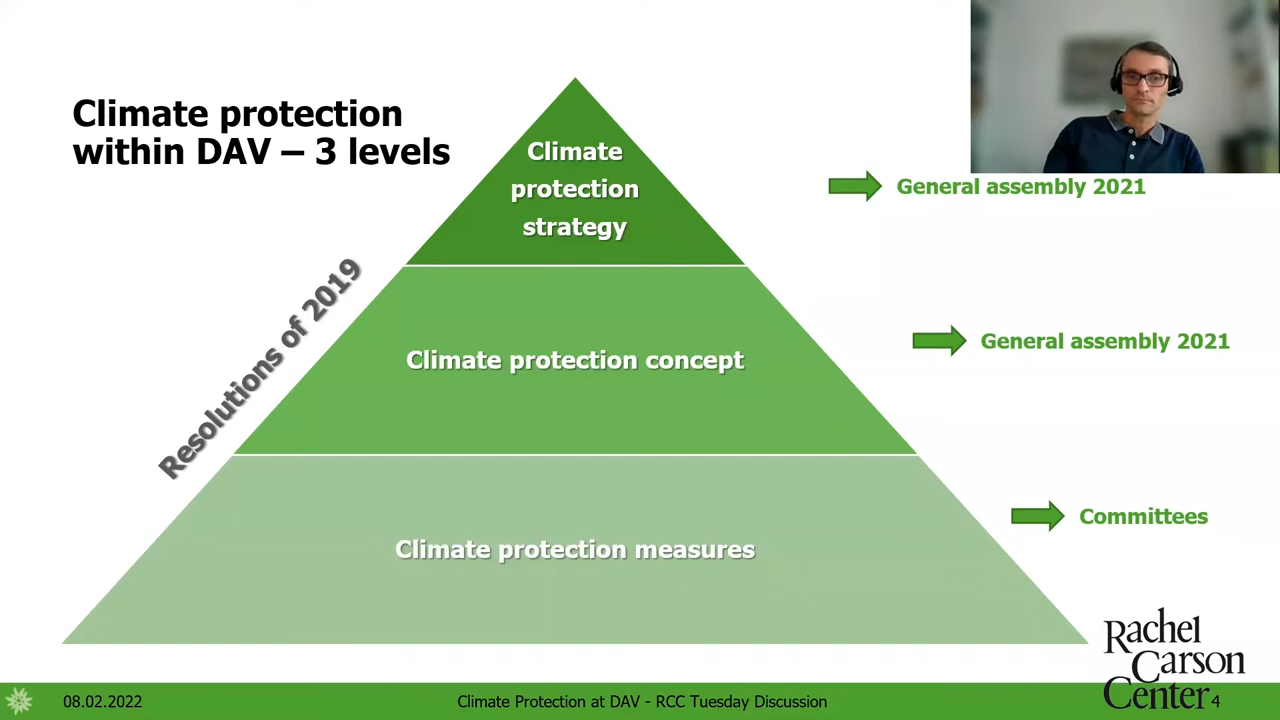 Climate protection
within DAV – 3 levels
Climate
protection
strategy
General assembly 2021
Resolutions of 2019
Climate protection concept
General assembly 2021
Climate protection measures
Committees
Rachel
Carson
Center
08.02.2022
Climate Protection at DAV - RCC Tuesday Discussion
4